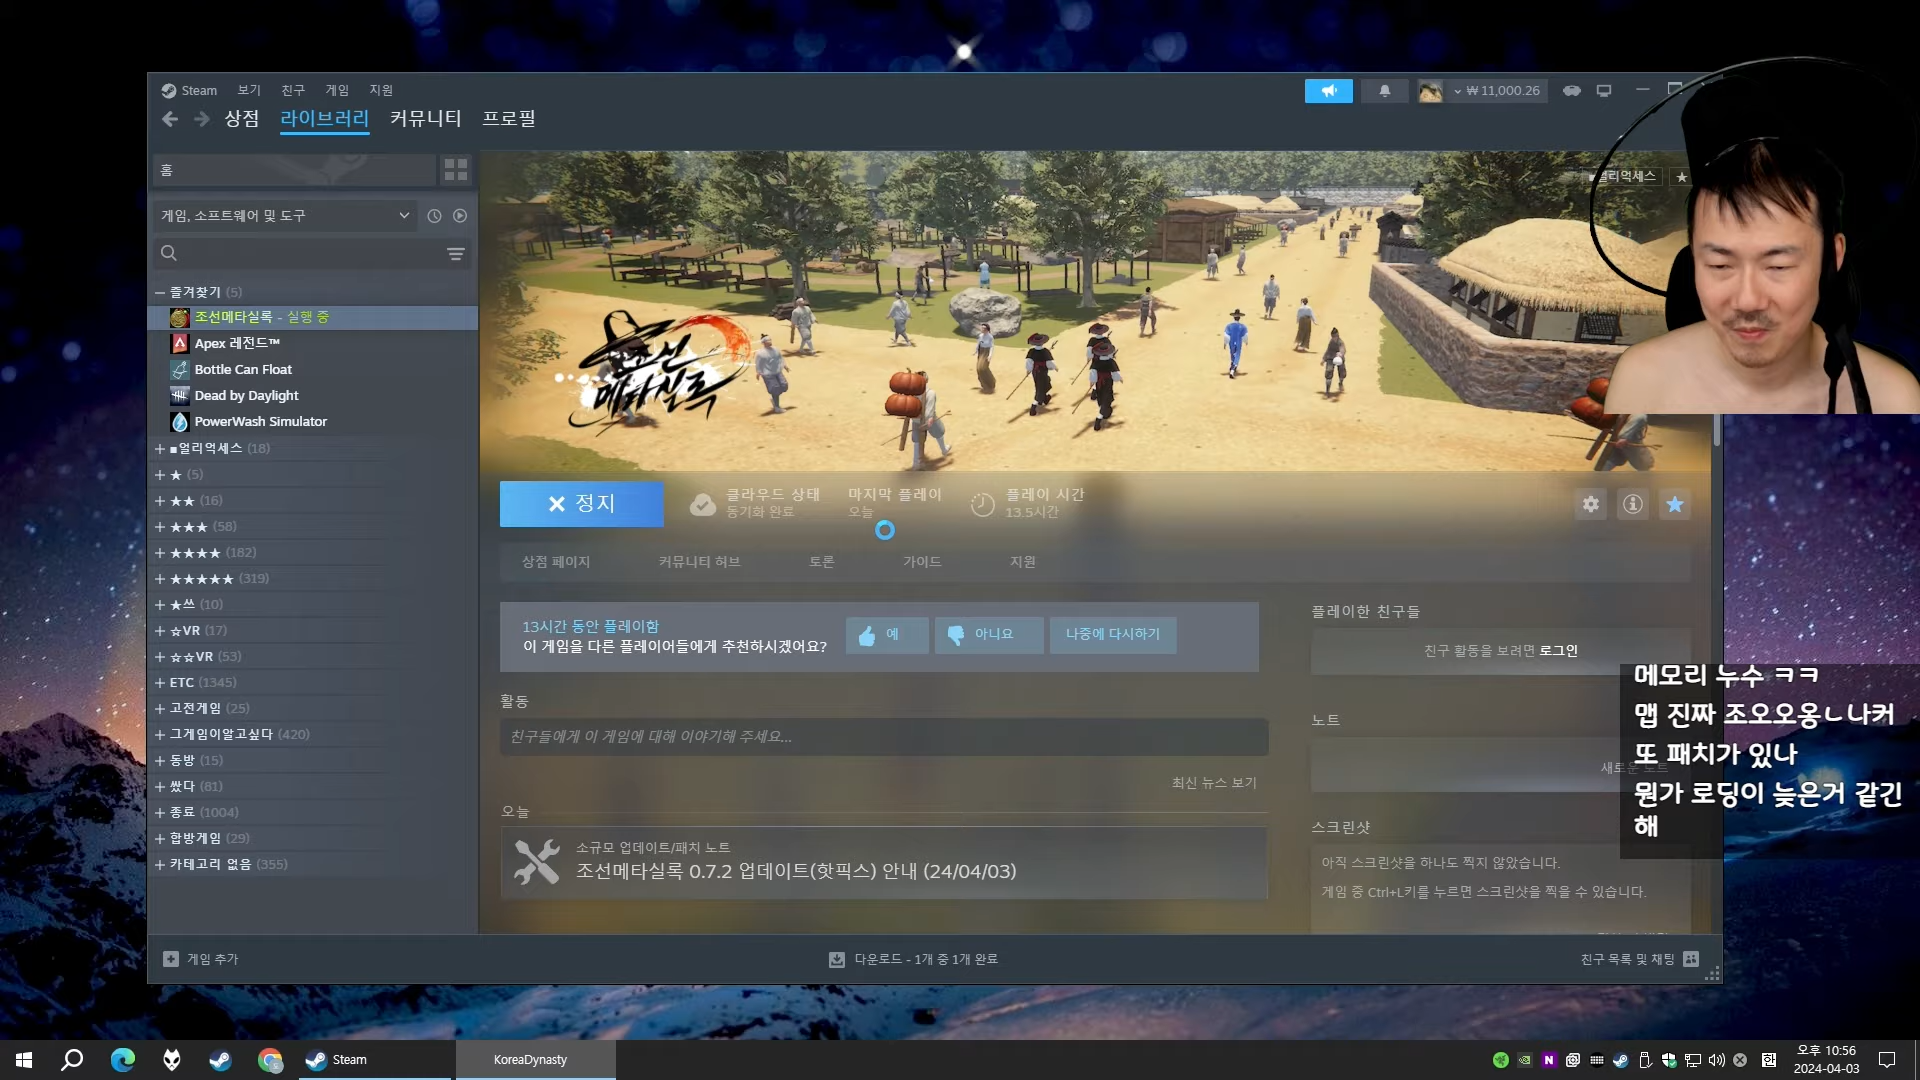 Steam 보기 친구 게임 지원
₩ 11,000.26
상점 라이브러리 커뮤니티 프로필
홈
게임, 소프트웨어 및 도구
즐겨찾기 (5)
조선메타실록 - 실행 중
Apex 레전드™
Bottle Can Float
Dead by Daylight
PowerWash Simulator
■얼리억세스 (18)
★ (5)
★★ (16)
★★★ (58)
★★★★ (182)
★★★★★ (319)
★쓰 (10)
☆VR (17)
☆☆VR (53)
ETC (1345)
고전게임 (25)
그게임이알고싶다 (420)
동방 (15)
쌌다 (81)
종료 (1004)
합방게임 (29)
카테고리 없음 (355)
■얼리억세스 ★
조선
메타실록
정지
클라우드 상태
동기화 완료
마지막 플레이
오늘
플레이 시간
13.5시간
상점 페이지 커뮤니티 허브 토론 가이드 지원
13시간 동안 플레이함
이 게임을 다른 플레이어들에게 추천하시겠어요?
예 아니요 나중에 다시하기
활동
친구들에게 이 게임에 대해 이야기해 주세요...
최신 뉴스 보기
오늘
소규모 업데이트/패치 노트
조선메타실록 0.7.2 업데이트(핫픽스) 안내 (24/04/03)
플레이한 친구들
친구 활동을 보려면 로그인
노트
새로운 노트
스크린샷
아직 스크린샷을 하나도 찍지 않았습니다.
게임 중 Ctrl+L키를 누르면 스크린샷을 찍을 수 있습니다.
메모리 누수 ㅋㅋ
맵 진짜 조오오옹ㄴ나커
또 패치가 있나
뭔가 로딩이 늦은거 같긴
해
게임 추가
다운로드 - 1개 중 1개 완료
친구 목록 및 채팅
Steam
KoreaDynasty
오후 10:56
2024-04-03